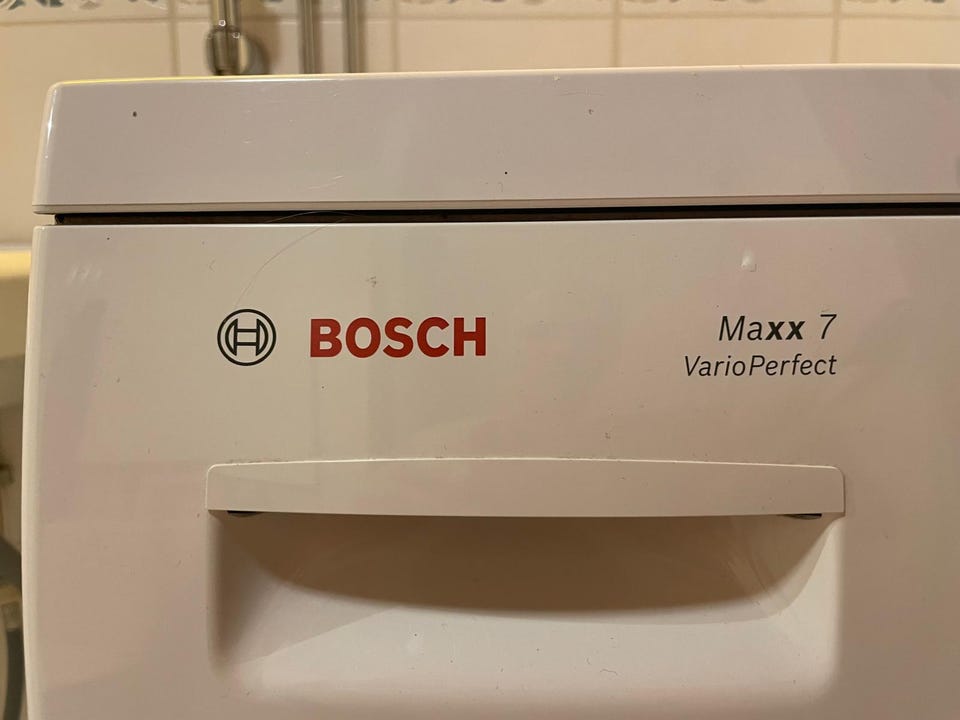 BOSCH
Maxx 7
VarioPerfect